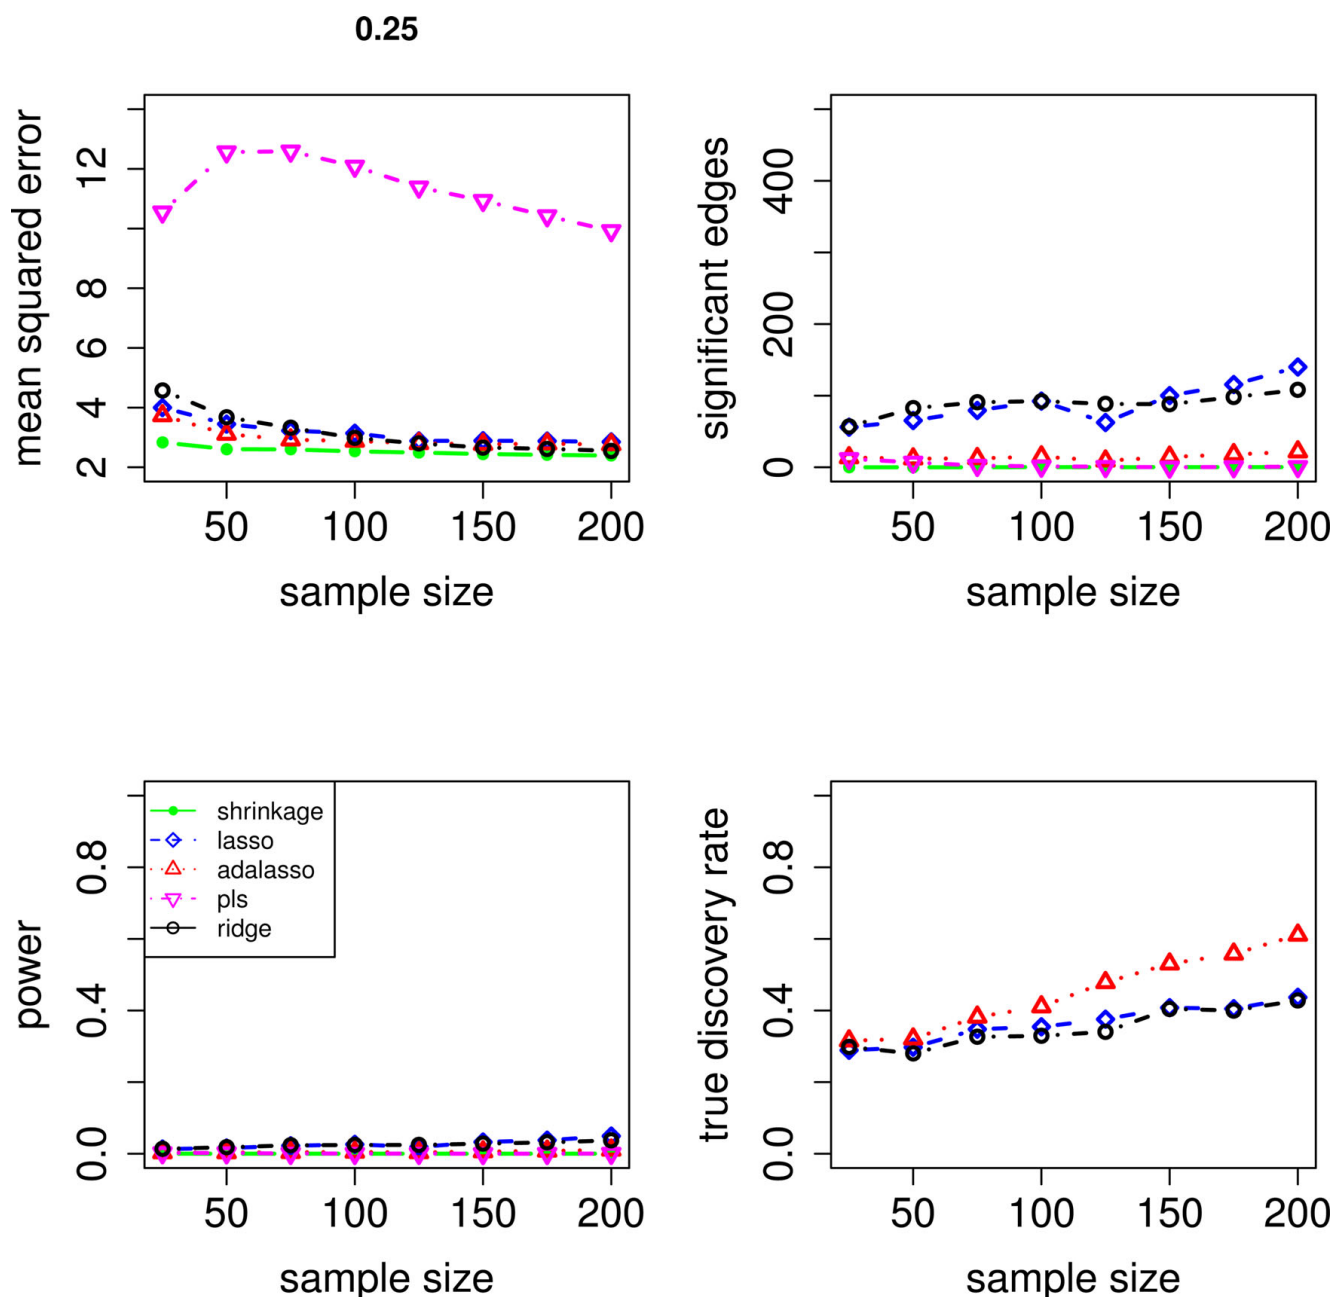 0.25
mean squared error
12
8
6
4
2
50 100 150 200
sample size
significant edges
400
200
0
50 100 150 200
sample size
power
0.8
0.4
0.0
shrinkage
lasso
adalasso
pls
ridge
50 100 150 200
sample size
true discovery rate
0.8
0.4
0.0
50 100 150 200
sample size